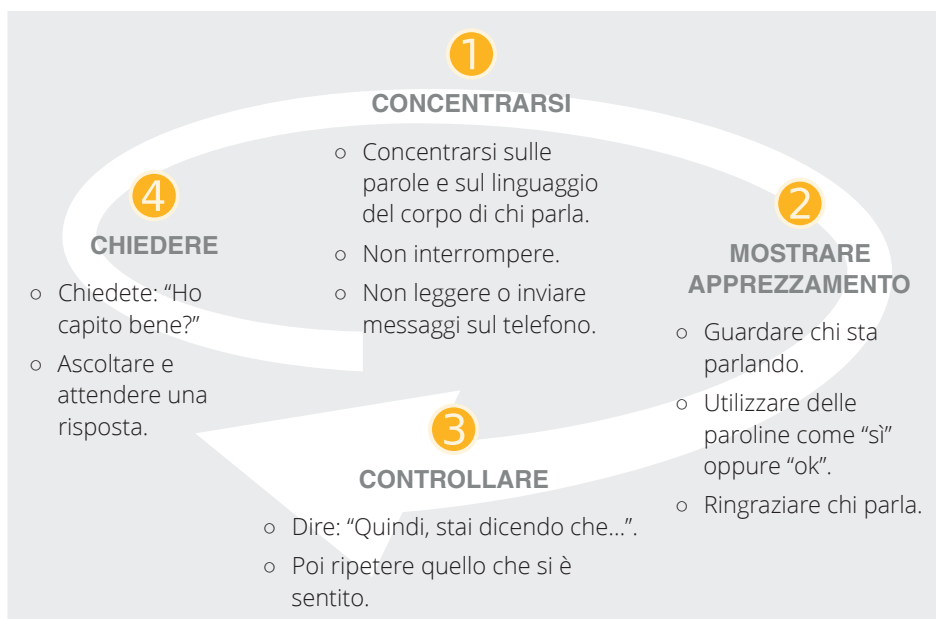 1
CONCENTRARSI
○ Concentrarsi sulle
parole e sul linguaggio
del corpo di chi parla.
○ Non interrompere.
○ Non leggere o inviare
messaggi sul telefono.
2
MOSTRARE
APPREZZAMENTO
○ Guardare chi sta
parlando.
○ Utilizzare delle
paroline come “sì”
oppure “ok”.
○ Ringraziare chi parla.
3
CONTROLLARE
○ Dire: “Quindi, stai dicendo che...”.
○ Poi ripetere quello che si è
sentito.
4
CHIEDERE
○ Chiedete: “Ho
capito bene?”
○ Ascoltare e
attendere una
risposta.